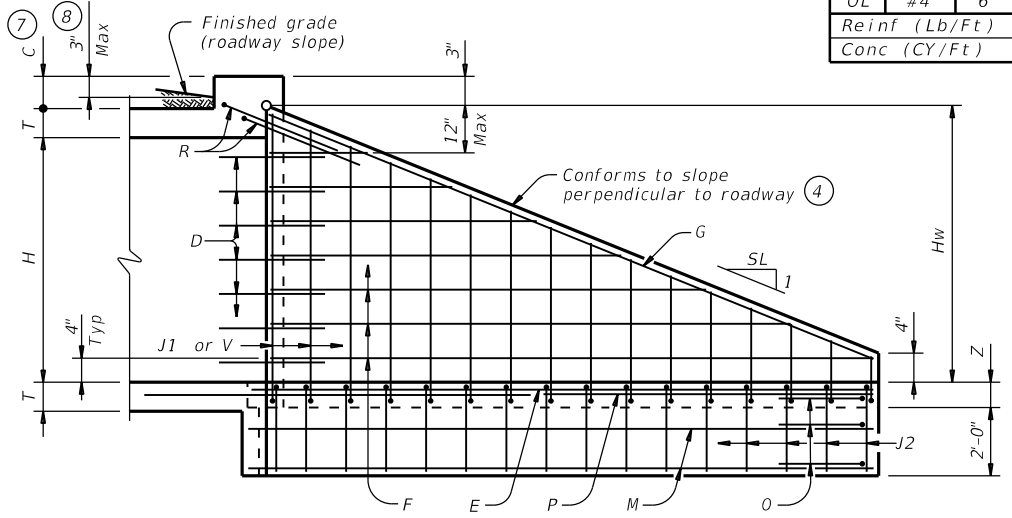 OL #4 6
Reinf (Lb/Ft)
Conc (CY/Ft)
7
8
C
3"
Max
Finished grade
(roadway slope)
3"
12"
Max
T
R
Conforms to slope
perpendicular to roadway 4
G
D
H
Hw
SL
1
4"
Typ
J1 or V
4"
Z
T
2'-0"
J2
F
E
P
M
O